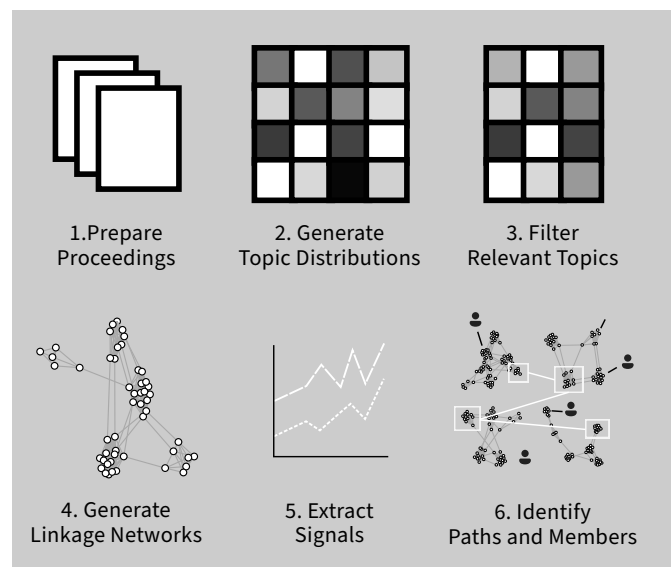 1.Prepare
Proceedings
2. Generate
Topic Distributions
3. Filter
Relevant Topics
4. Generate
Linkage Networks
5. Extract
Signals
6. Identify
Paths and Members